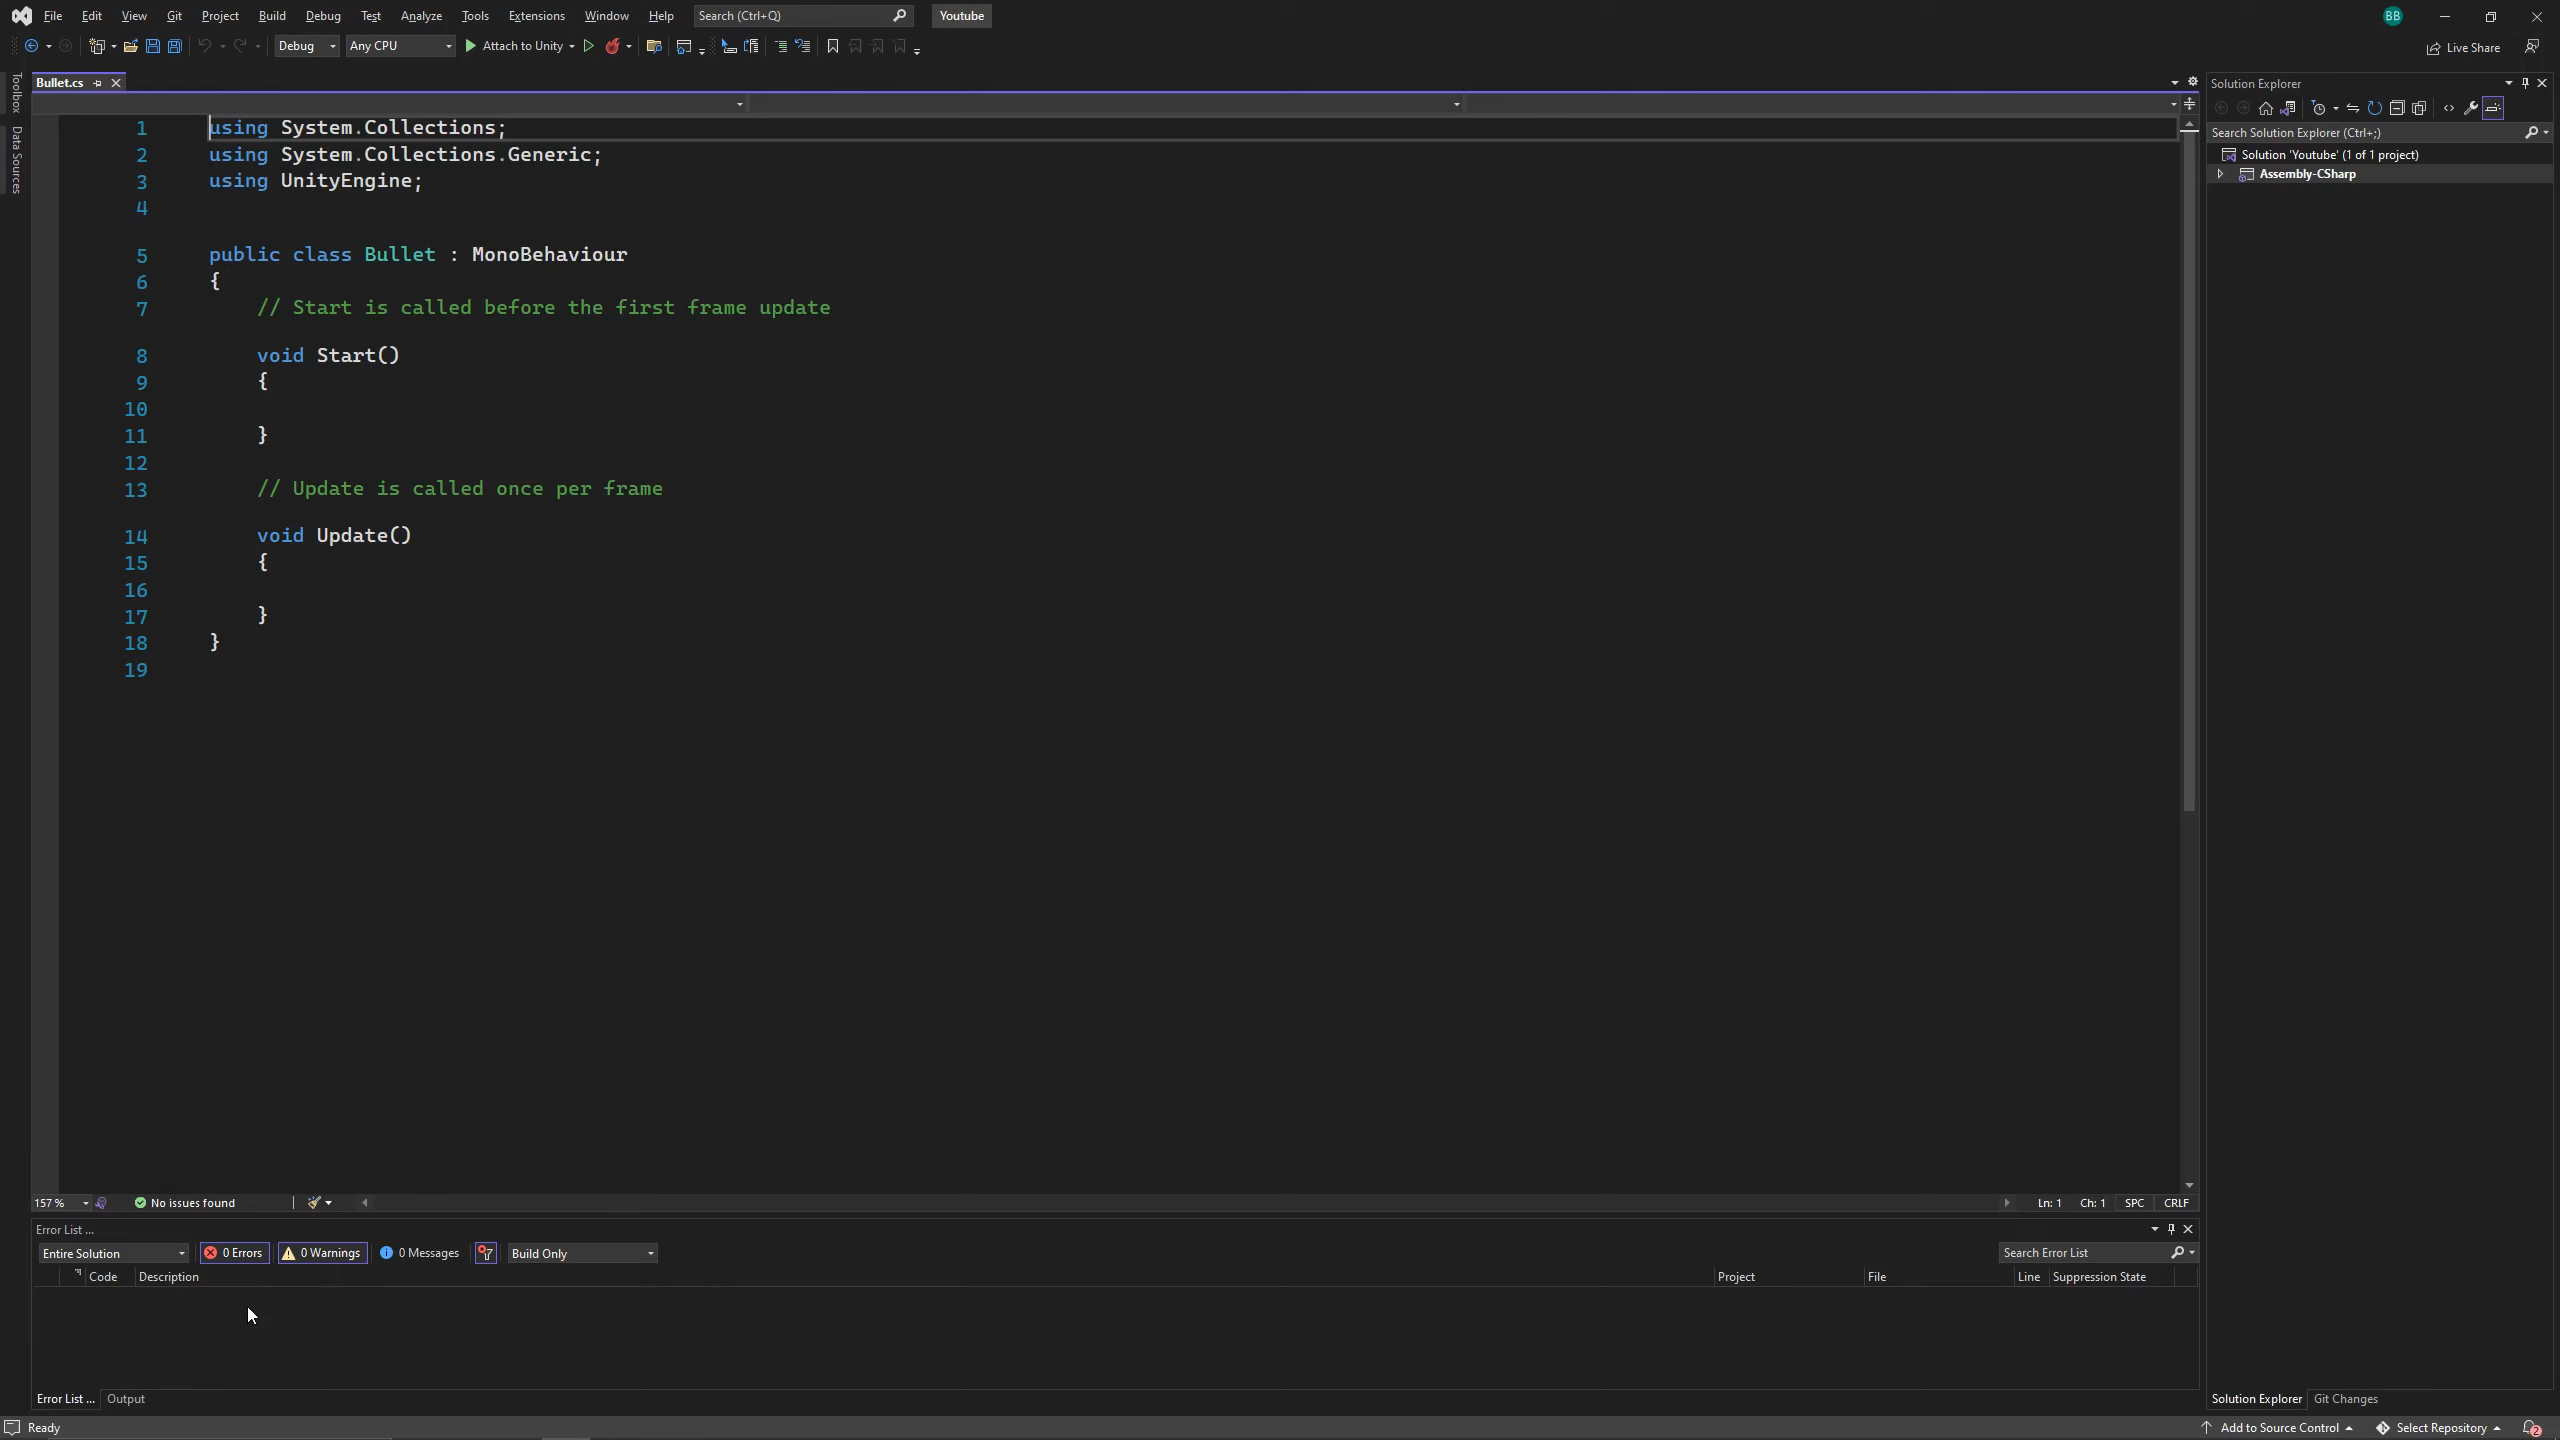 File Edit View Git Project Build Debug Test Analyze Tools Extensions Window Help Search (Ctrl+Q) Youtube BB
Debug Any CPU Attach to Unity Live Share
Toolbox
Data Sources
Bullet.cs
1 using System.Collections;
2 using System.Collections.Generic;
3 using UnityEngine;
4
5 public class Bullet : MonoBehaviour
6 {
7 // Start is called before the first frame update
8 void Start()
9 {
10
11 }
12
13 // Update is called once per frame
14 void Update()
15 {
16
17 }
18 }
19
157 % No issues found Ln: 1 Ch: 1 SPC CRLF
Error List ...
Entire Solution 0 Errors 0 Warnings 0 Messages Build Only Search Error List
Code Description Project File Line Suppression State
Error List ... Output
Solution Explorer
Search Solution Explorer (Ctrl+;)
Solution 'Youtube' (1 of 1 project)
Assembly-CSharp
Solution Explorer Git Changes
Ready Add to Source Control Select Repository 2